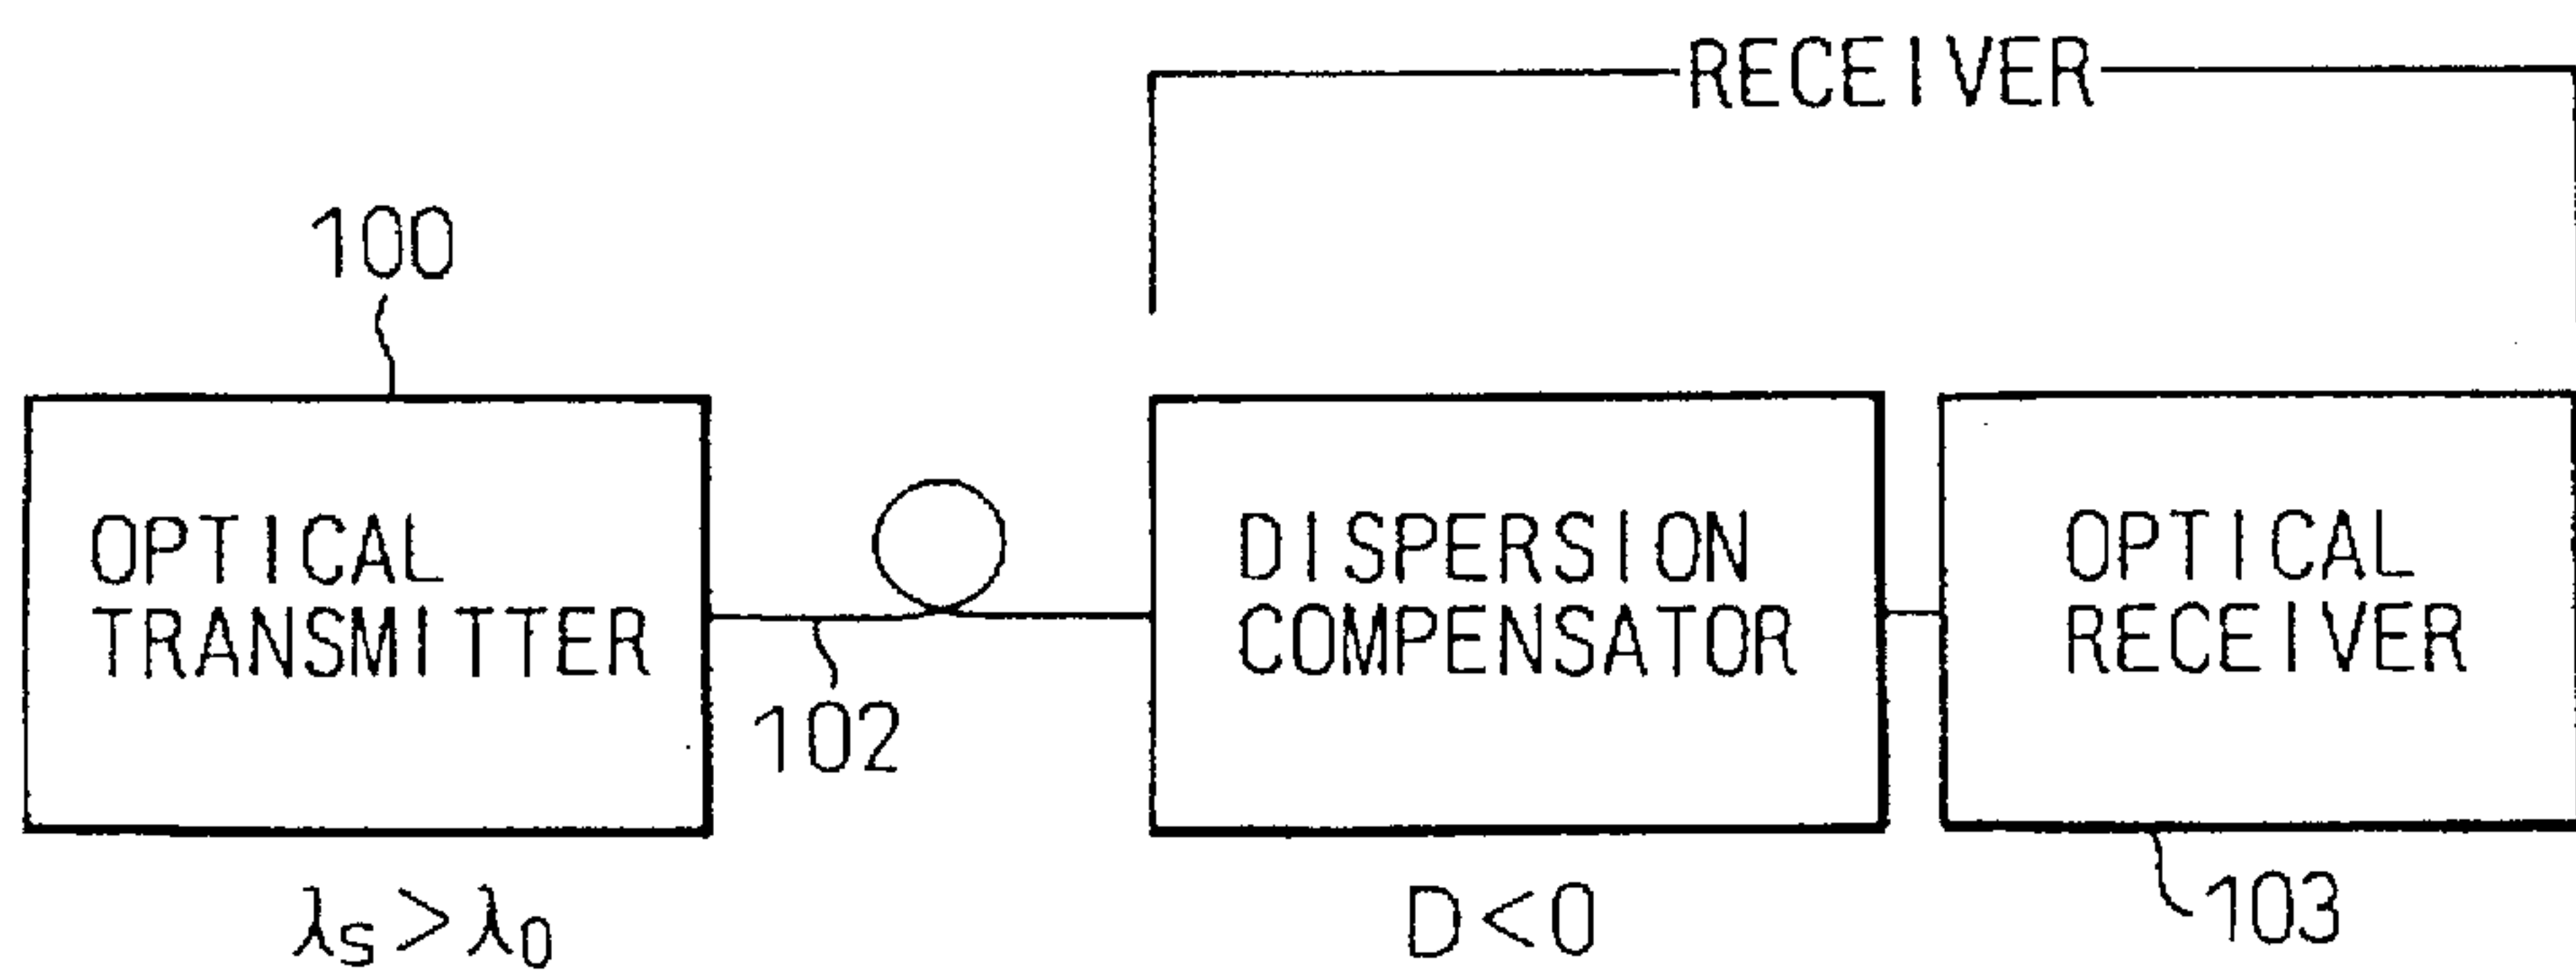 RECEIVER
100
OPTICAL
TRANSMITTER
102
DISPERSION
COMPENSATOR
OPTICAL
RECEIVER
103
λS>λ0
D<0